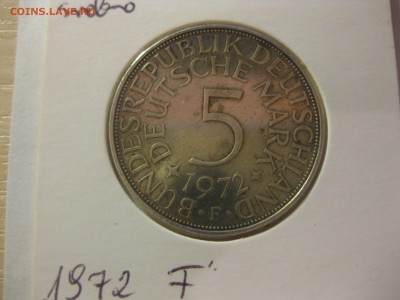 COINS.LAVE.RU
BUNDESREPUBLIK DEUTSCHLAND
DEUTSCHE MARK
5
1972
F
1972 F